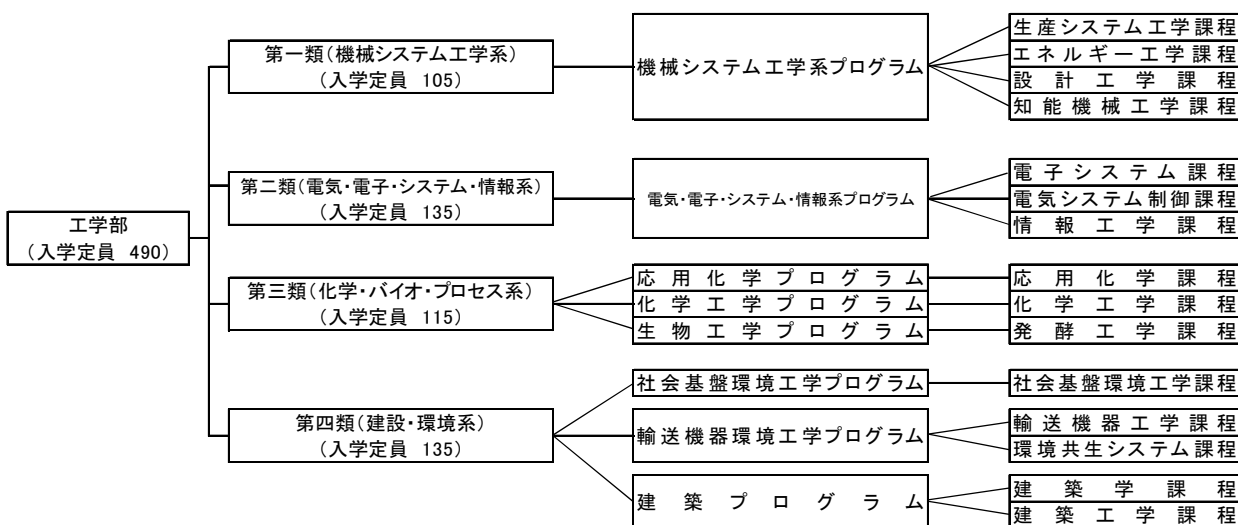 工学部
(入学定員 490)
第一類(機械システム工学系)
(入学定員 105)
機械システム工学系プログラム
生産システム工学課程
エネルギー工学課程
設計工学課程
知能機械工学課程
第二類(電気・電子・システム・情報系)
(入学定員 135)
電気・電子・システム・情報系プログラム
電子システム課程
電気システム制御課程
情報工学課程
第三類(化学・バイオ・プロセス系)
(入学定員 115)
応用化学プログラム
応用化学課程
化学工学プログラム
化学工学課程
生物工学プログラム
発酵工学課程
第四類(建設・環境系)
(入学定員 135)
社会基盤環境工学プログラム
社会基盤環境工学課程
輸送機器環境工学プログラム
輸送機器工学課程
環境共生システム課程
建築プログラム
建築学課程
建築工学課程